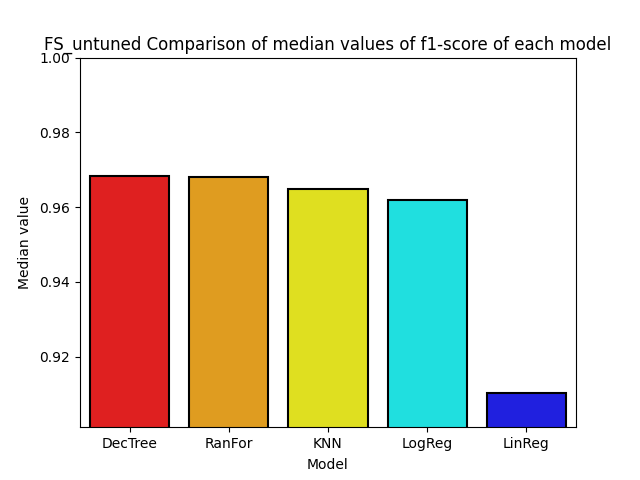 FS_untuned Comparison of median values of f1-score of each model
1.00
0.98
0.96
0.94
0.92
Median value
DecTree RanFor KNN LogReg LinReg
Model